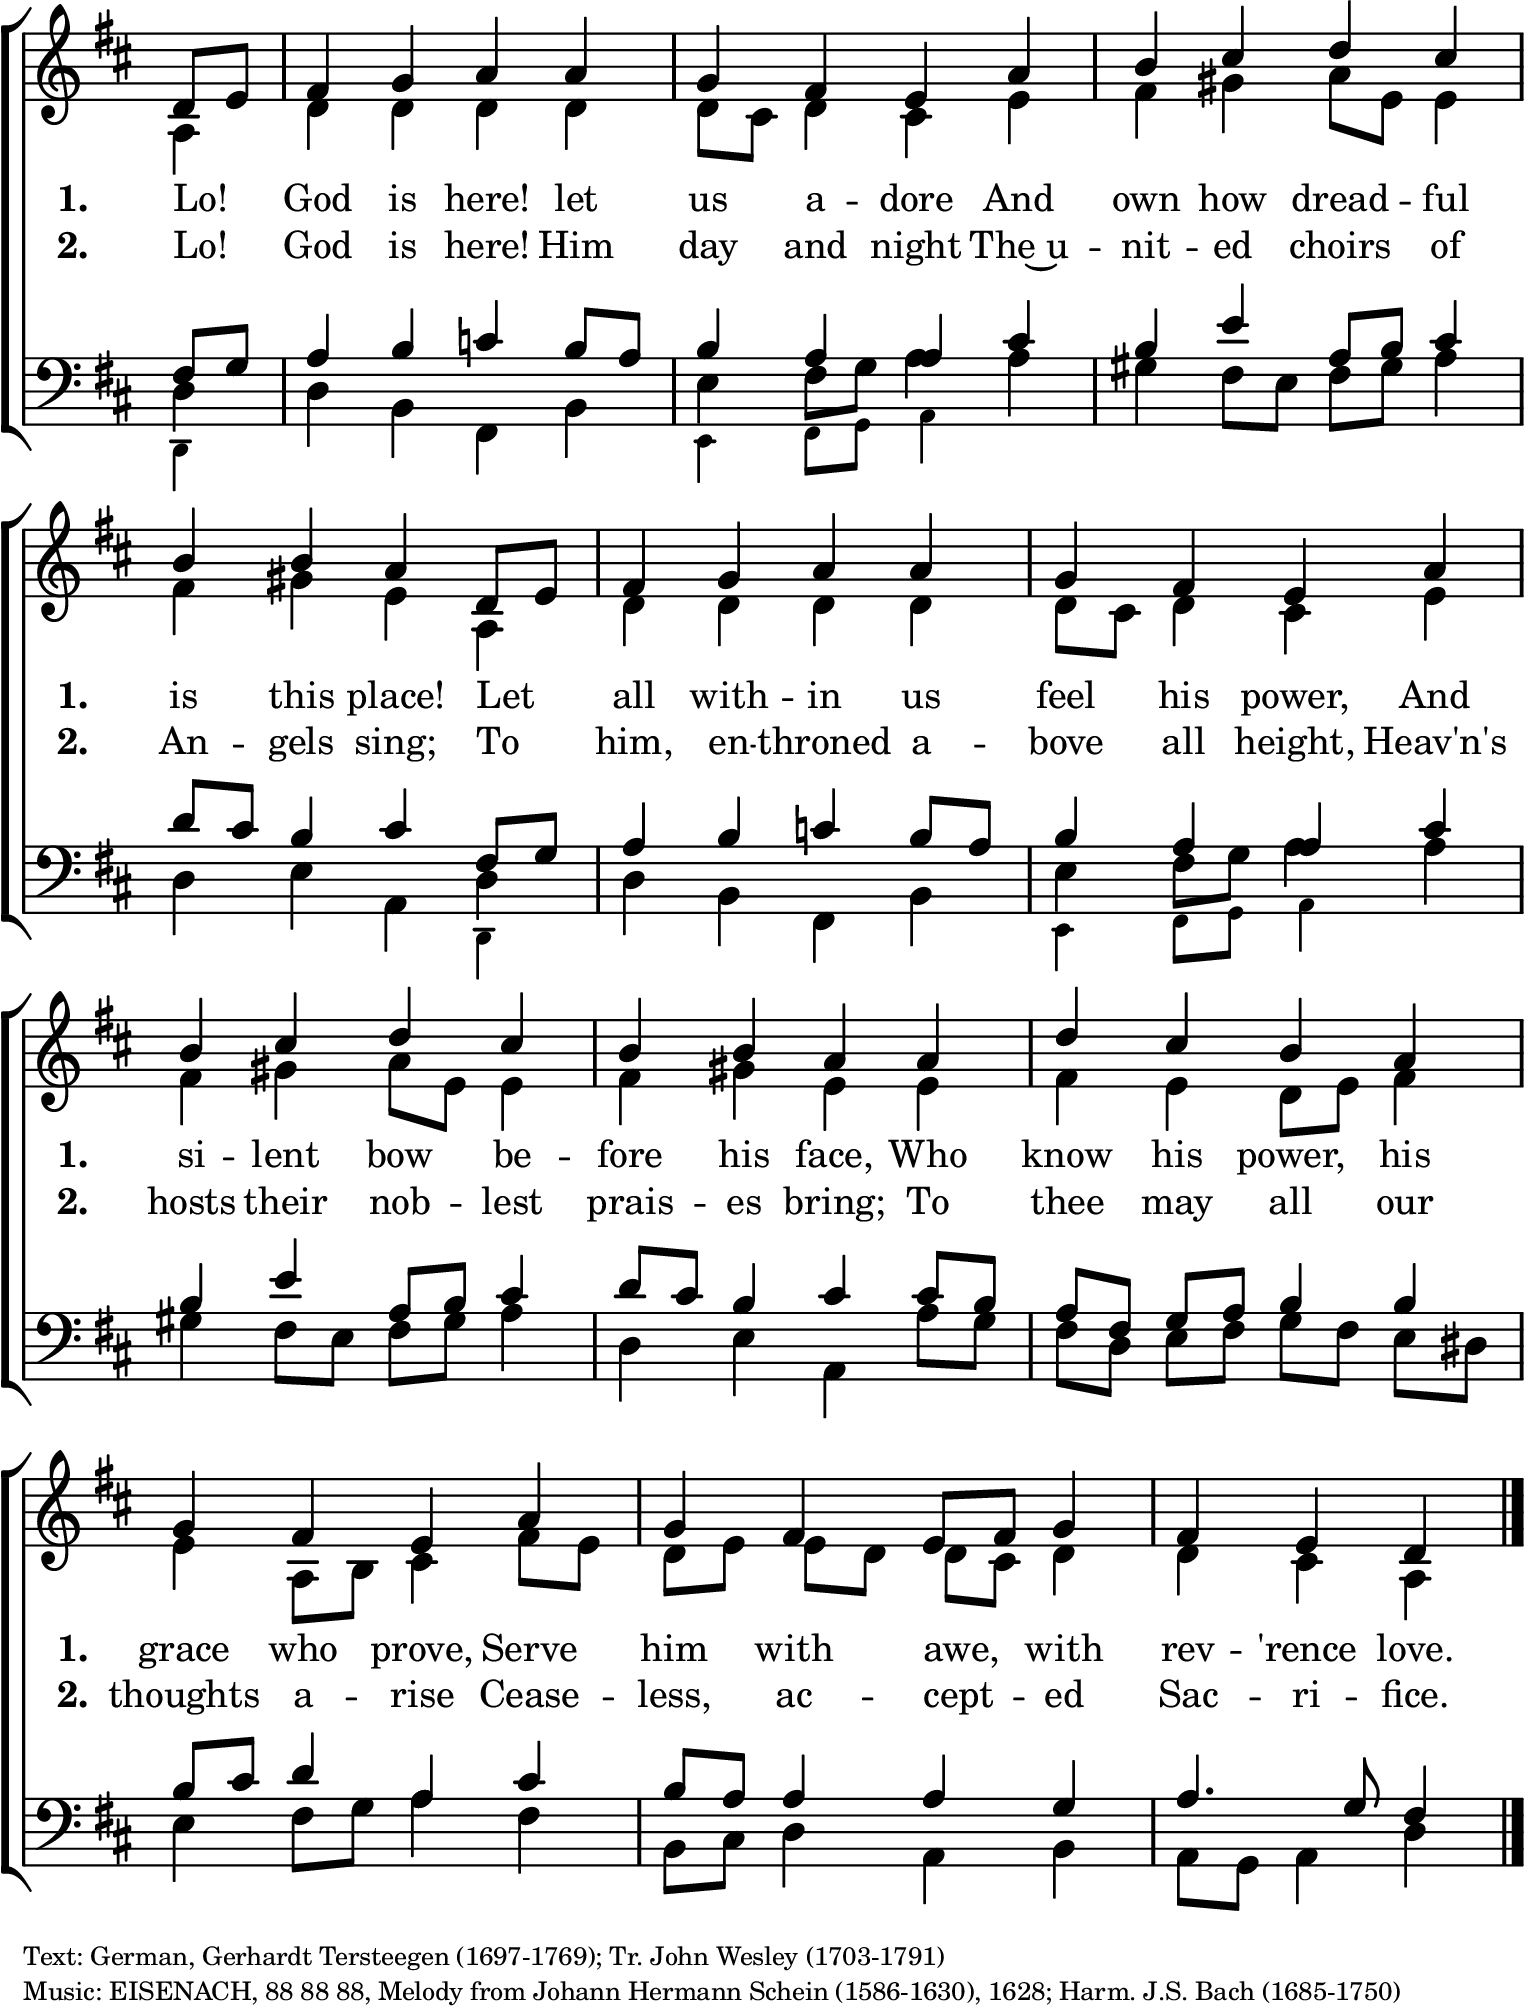 1. Lo! God is here! let us a -- dore And own how dread -- ful
2. Lo! God is here! Him day and night The‿u -- nit -- ed choirs of
1. is this place! Let all with -- in us feel his power, And
2. An -- gels sing; To him, en -- throned a -- bove all height, Heav'n's
1. si -- lent bow be -- fore his face, Who know his power, his
2. hosts their nob -- lest prais -- es bring; To thee may all our
1. grace who prove, Serve him with awe, with rev -- 'rence love.
2. thoughts a -- rise Cease -- less, ac -- cept -- ed Sac -- ri -- fice.
Text: German, Gerhardt Tersteegen (1697-1769); Tr. John Wesley (1703-1791)
Music: EISENACH, 88 88 88, Melody from Johann Hermann Schein (1586-1630), 1628; Harm. J.S. Bach (1685-1750)